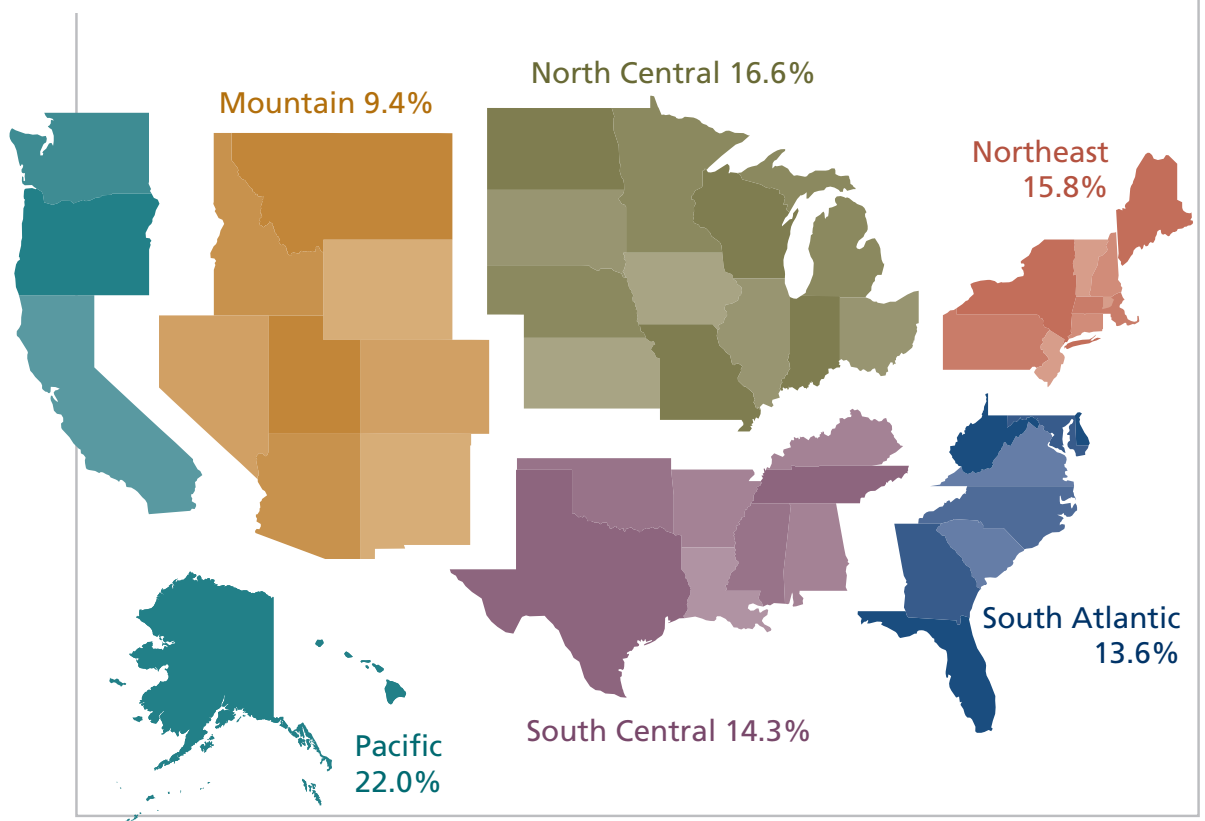 North Central 16.6%
Mountain 9.4%
Northeast
15.8%
South Atlantic
13.6%
South Central 14.3%
Pacific
22.0%